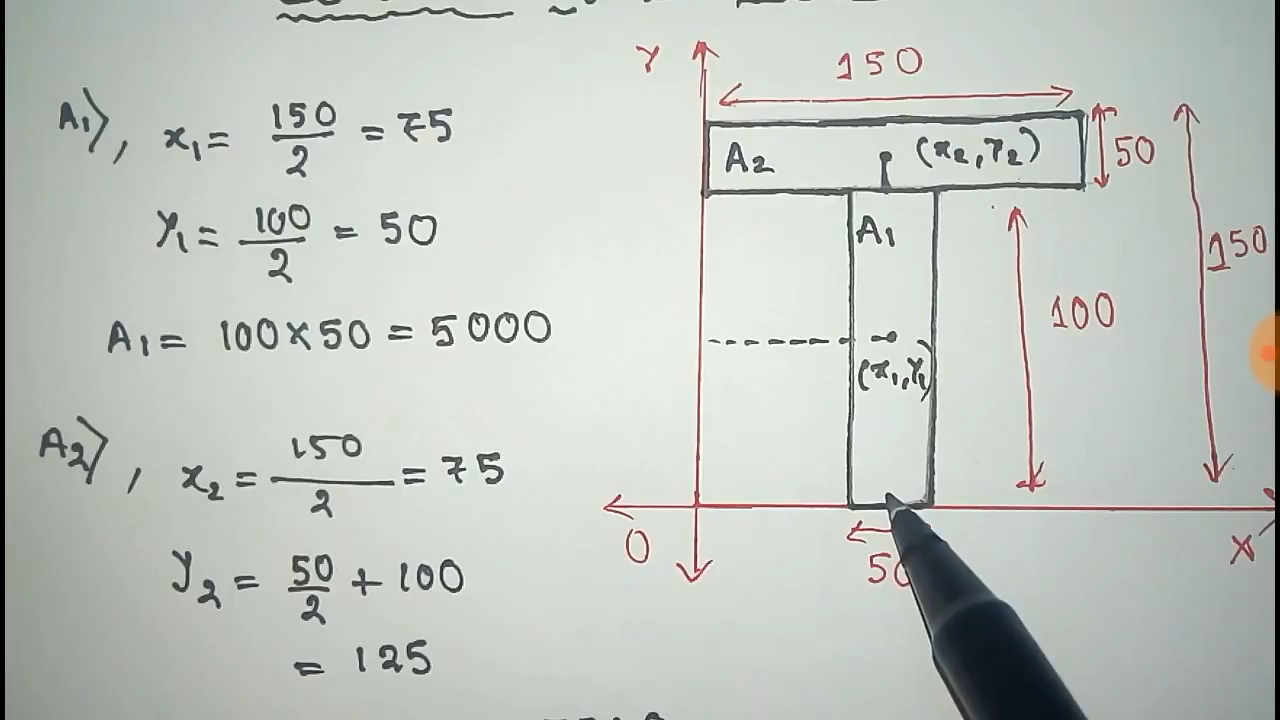 A₁⟩, x₁ = 150/2 = 75
Y₁ = 100/2 = 50
A₁ = 100×50 = 5000
A₂⟩, x₂ = 150/2 = 75
y₂ = 50/2 + 100
= 125
Y
150
A₂ (x₂,Y₂)
50
A₁
150
100
(x₁,Y₁)
O
X
50